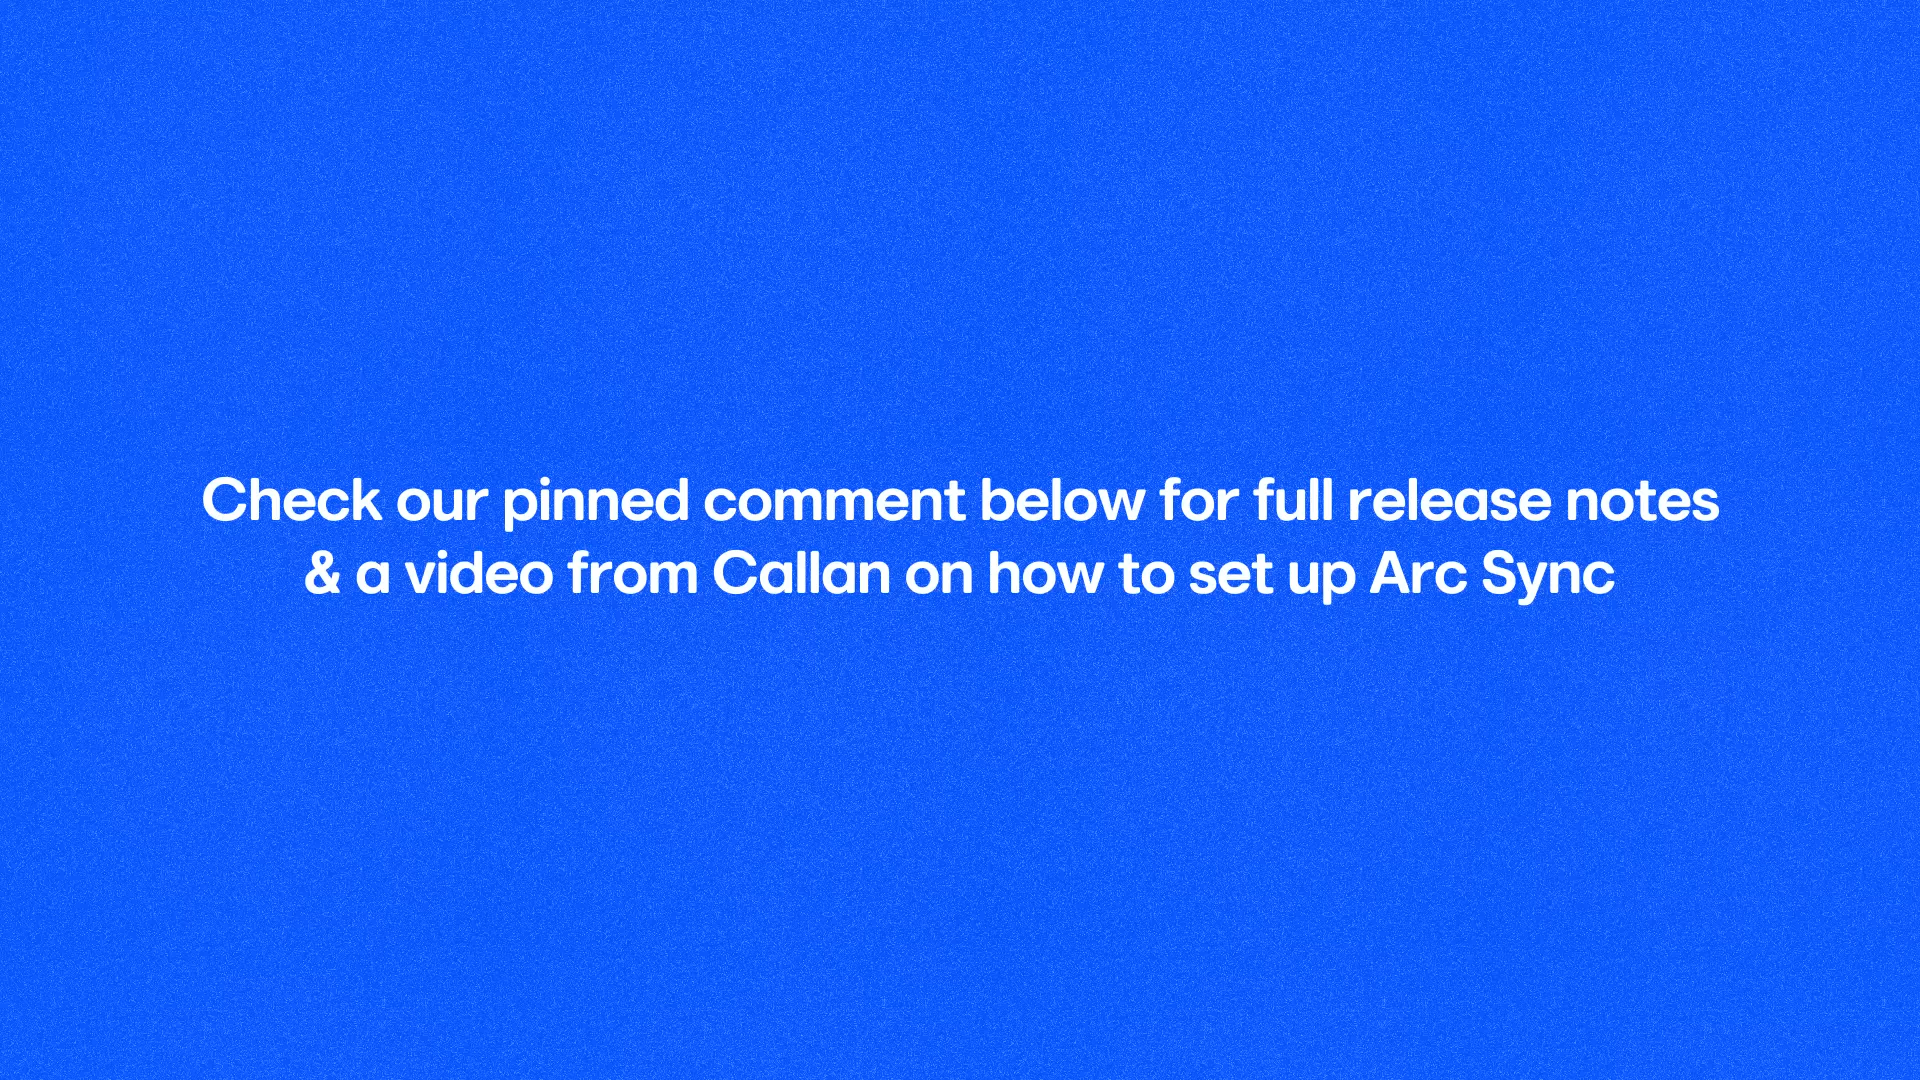 Check our pinned comment below for full release notes
& a video from Callan on how to set up Arc Sync